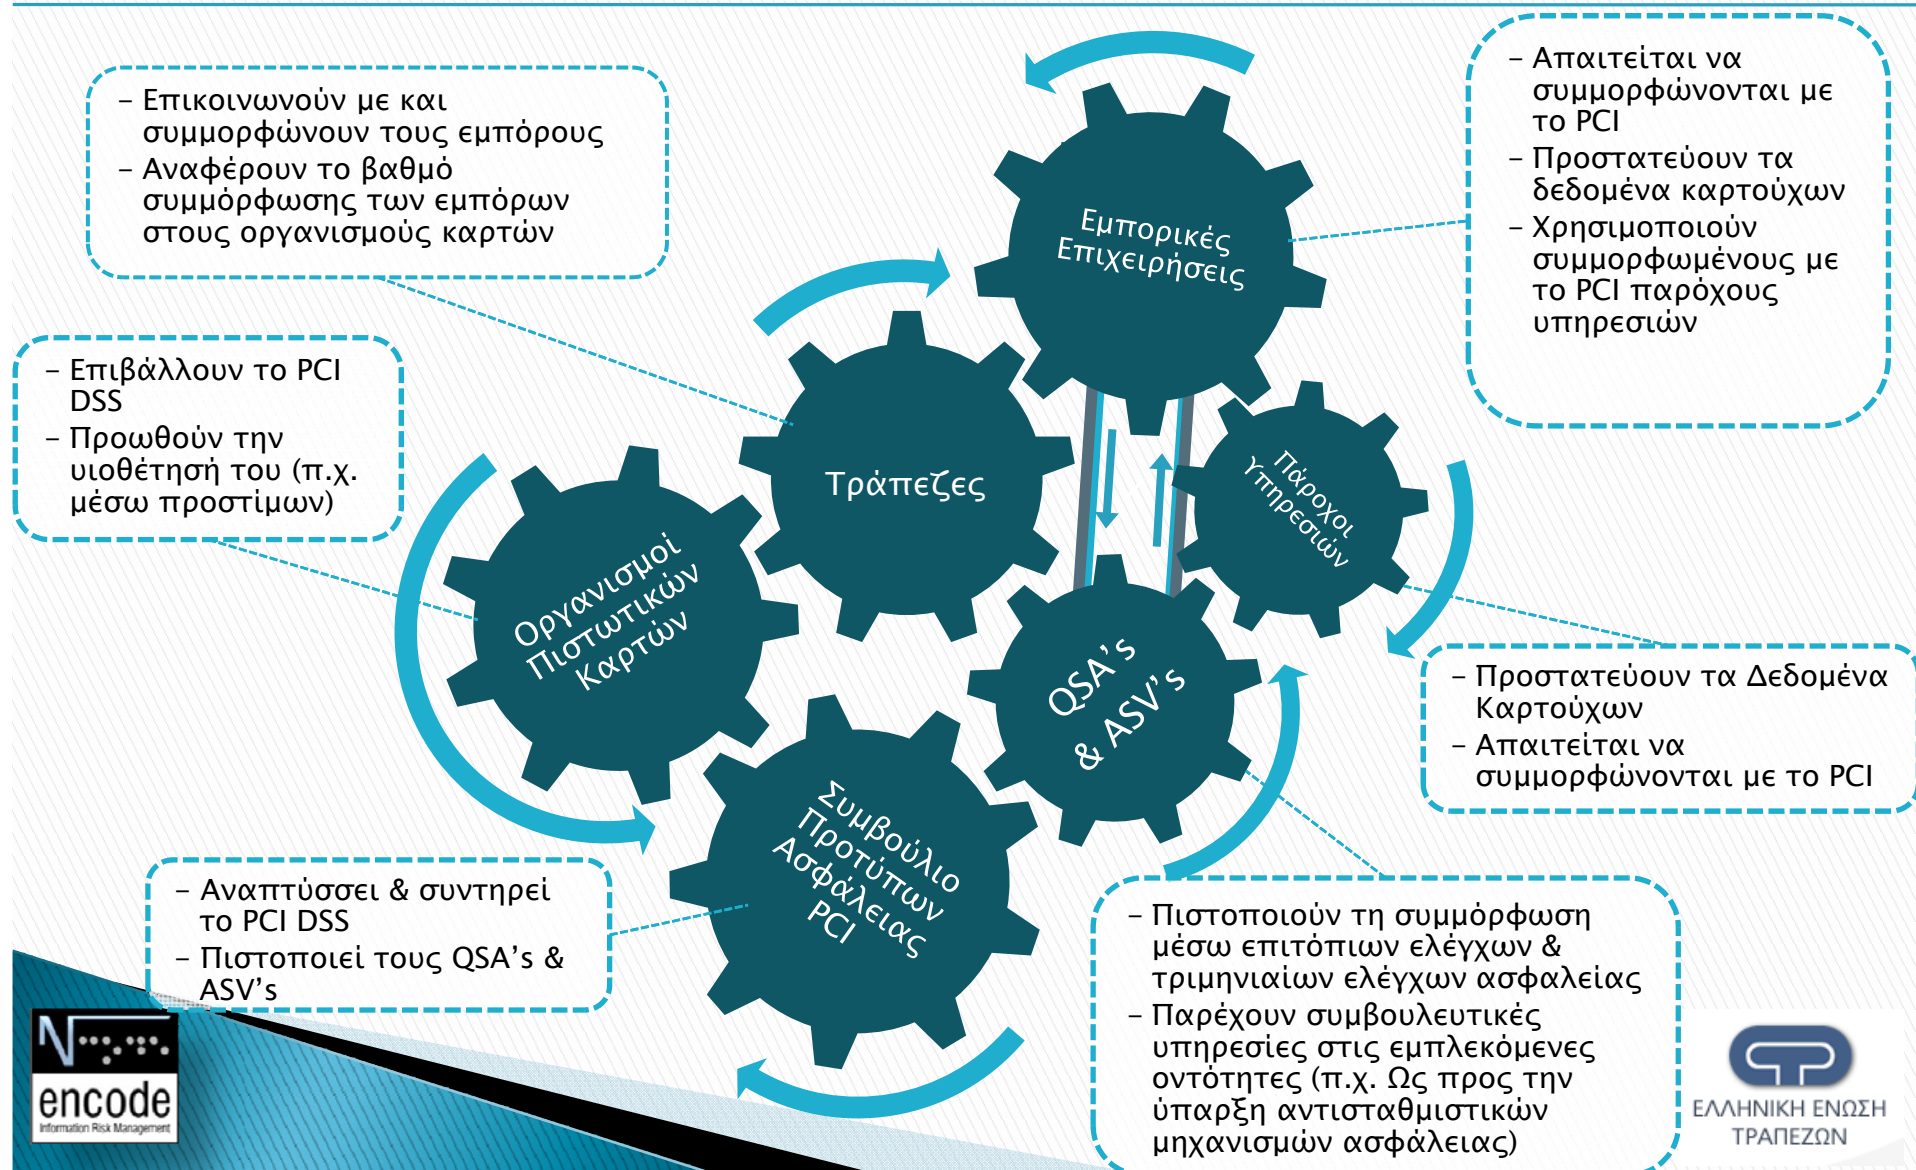 – Επικοινωνούν με και
συμμορφώνουν τους εμπόρους
– Αναφέρουν το βαθμό
συμμόρφωσης των εμπόρων
στους οργανισμούς καρτών
– Απαιτείται να
συμμορφώνονται με
το PCI
– Προστατεύουν τα
δεδομένα καρτούχων
– Χρησιμοποιούν
συμμορφωμένους με
το PCI παρόχους
υπηρεσιών
Εμπορικές
Επιχειρήσεις
– Επιβάλλουν το PCI
DSS
– Προωθούν την
υιοθέτησή του (π.χ.
μέσω προστίμων)
Τράπεζες
Πάροχοι
Υπηρεσιών
Οργανισμοί
Πιστωτικών
Καρτών
QSA's
& ASV's
– Προστατεύουν τα Δεδομένα
Καρτούχων
– Απαιτείται να
συμμορφώνονται με το PCI
Συμβούλιο
Προτύπων
Ασφάλειας
PCI
– Αναπτύσσει & συντηρεί
το PCI DSS
– Πιστοποιεί τους QSA's &
ASV's
– Πιστοποιούν τη συμμόρφωση
μέσω επιτόπιων ελέγχων &
τριμηνιαίων ελέγχων ασφαλείας
– Παρέχουν συμβουλευτικές
υπηρεσίες στις εμπλεκόμενες
οντότητες (π.χ. Ως προς την
ύπαρξη αντισταθμιστικών
μηχανισμών ασφάλειας)
encode
Information Risk Management
ΕΛΛΗΝΙΚΗ ΕΝΩΣΗ
ΤΡΑΠΕΖΩΝ